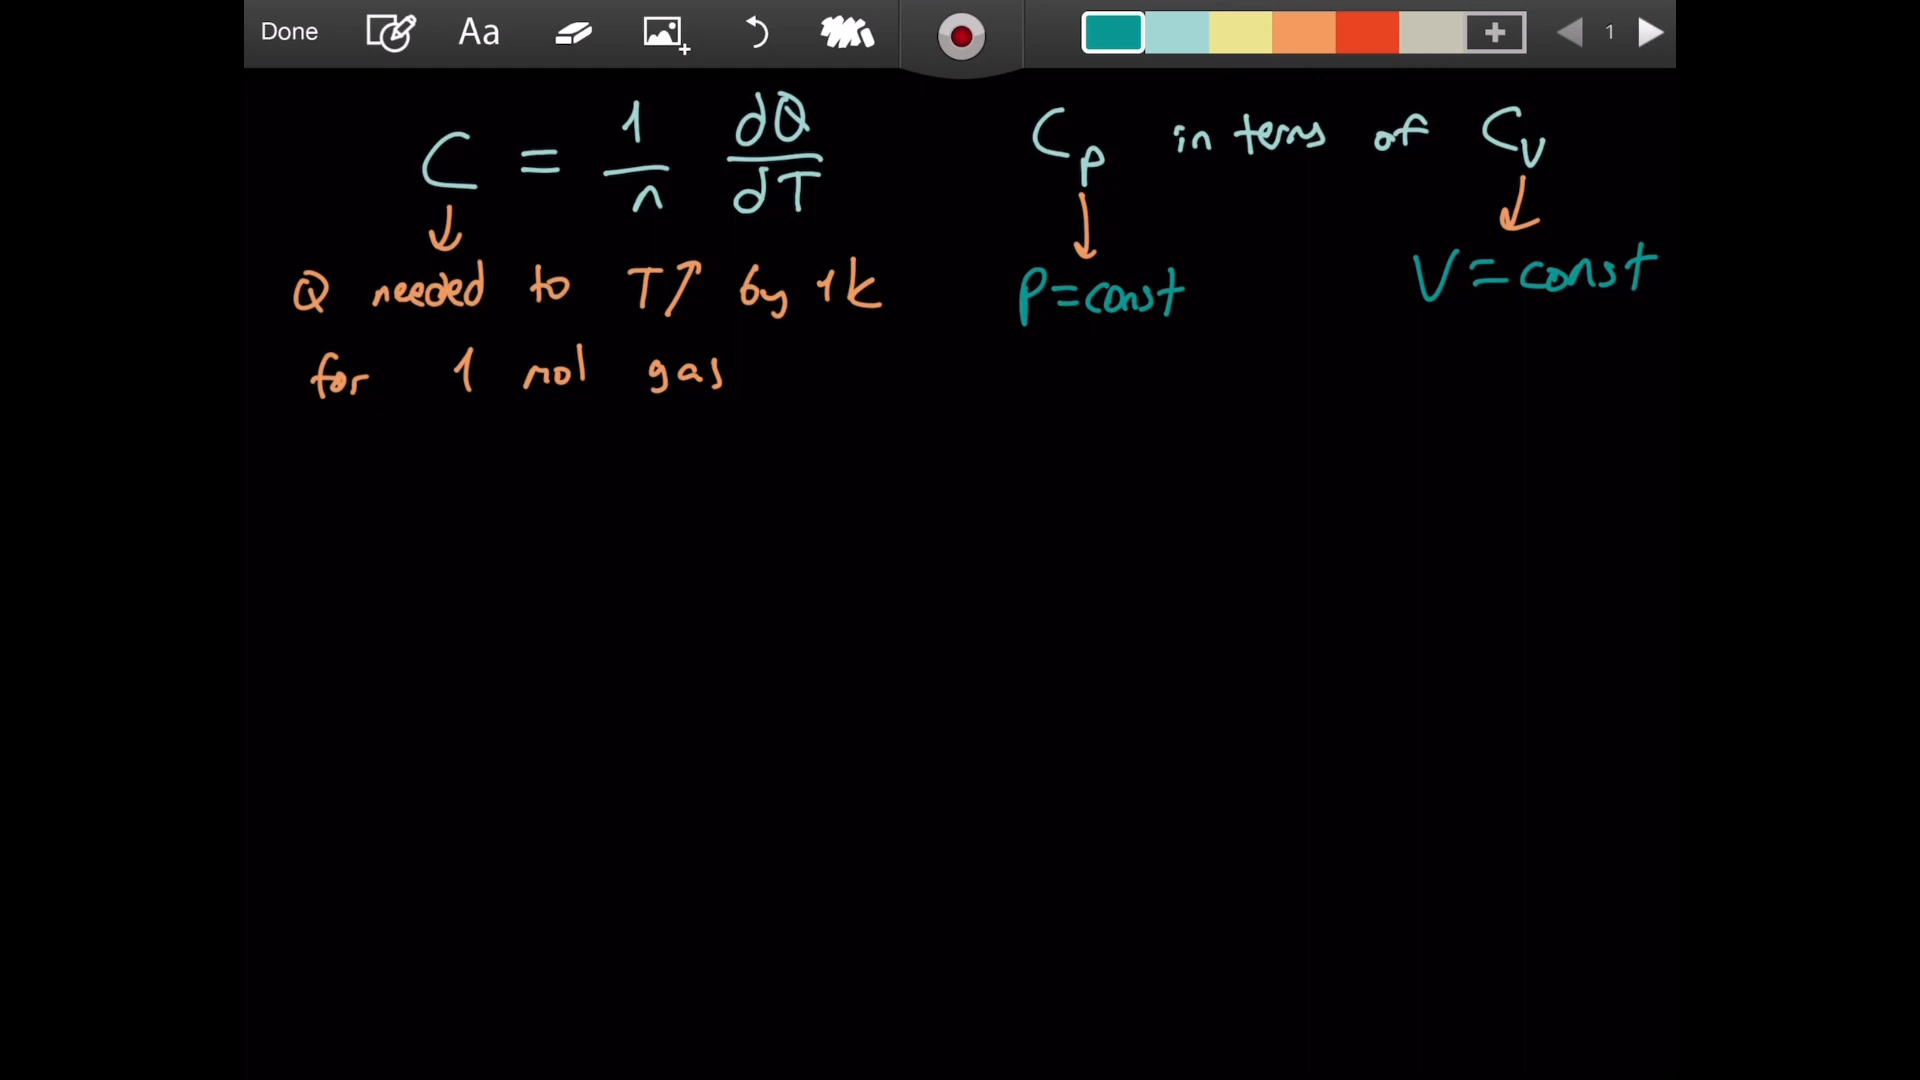 Done Aa 1
C = 1/n dQ/dT
Q needed to T↗ by 1k
for 1 mol gas
Cp in terms of Cv
P=const
V=const